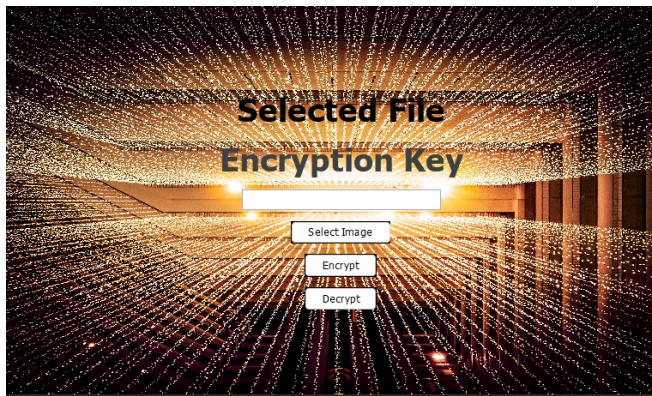 Selected File
Encryption Key
Select Image
Encrypt
Decrypt